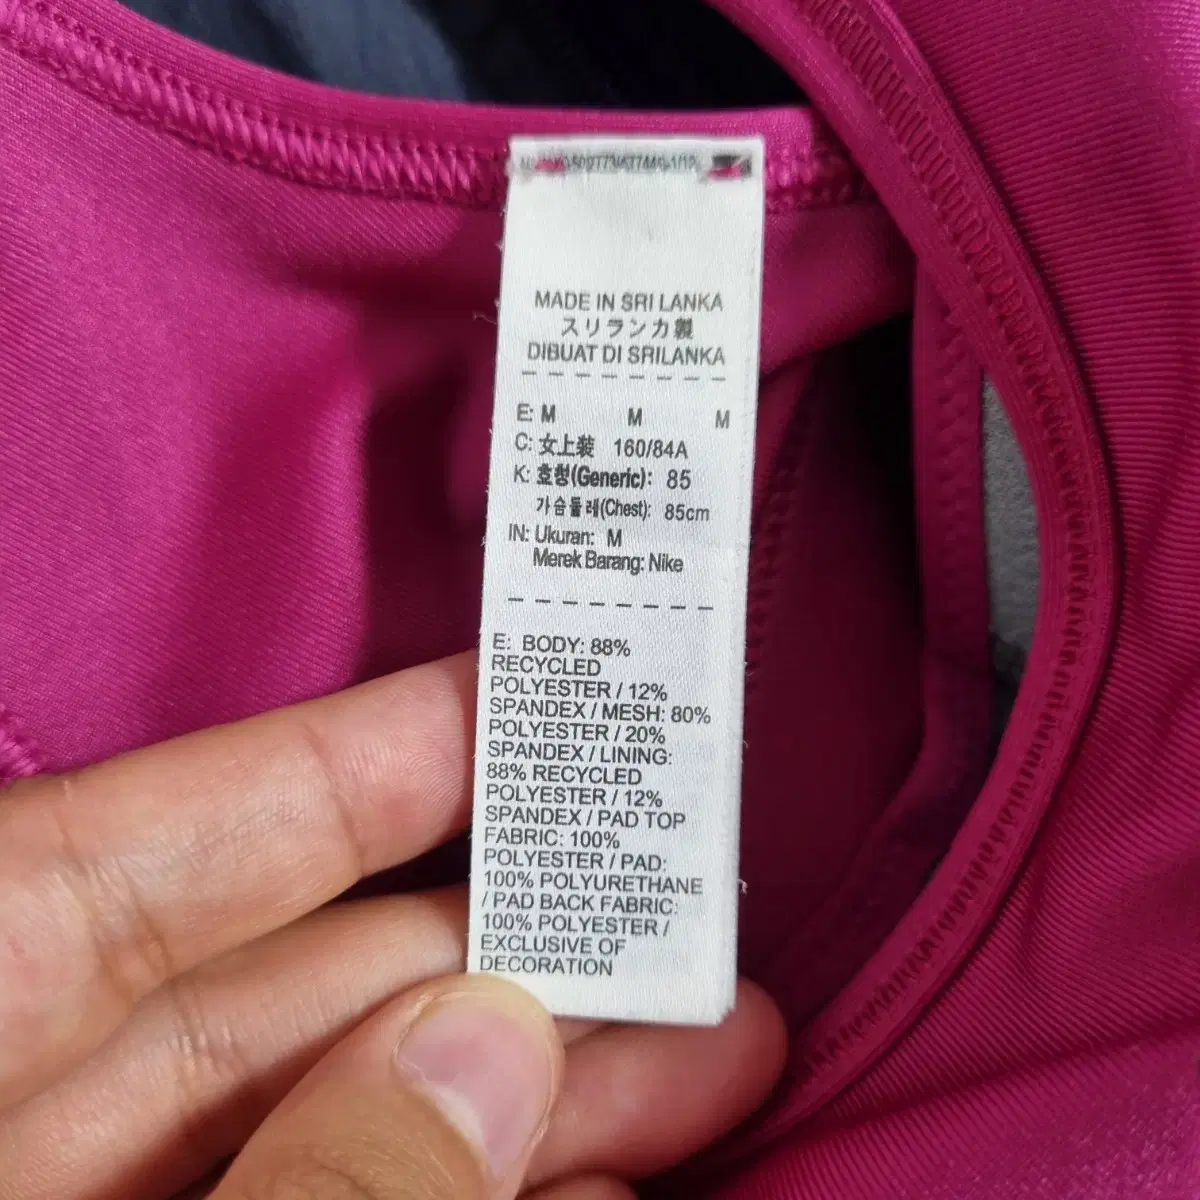 MADE IN SRI LANKA
スリランカ製
DIBUAT DI SRILANKA
E: M M M
C: 女上装 160/84A
K: 호칭(Generic): 85
가슴둘레(Chest): 85cm
IN: Ukuran: M
Merek Barang: Nike
E: BODY: 88%
RECYCLED
POLYESTER / 12%
SPANDEX / MESH: 80%
POLYESTER / 20%
SPANDEX / LINING:
88% RECYCLED
POLYESTER / 12%
SPANDEX / PAD TOP
FABRIC: 100%
POLYESTER / PAD:
100% POLYURETHANE
/ PAD BACK FABRIC:
100% POLYESTER /
EXCLUSIVE OF
DECORATION